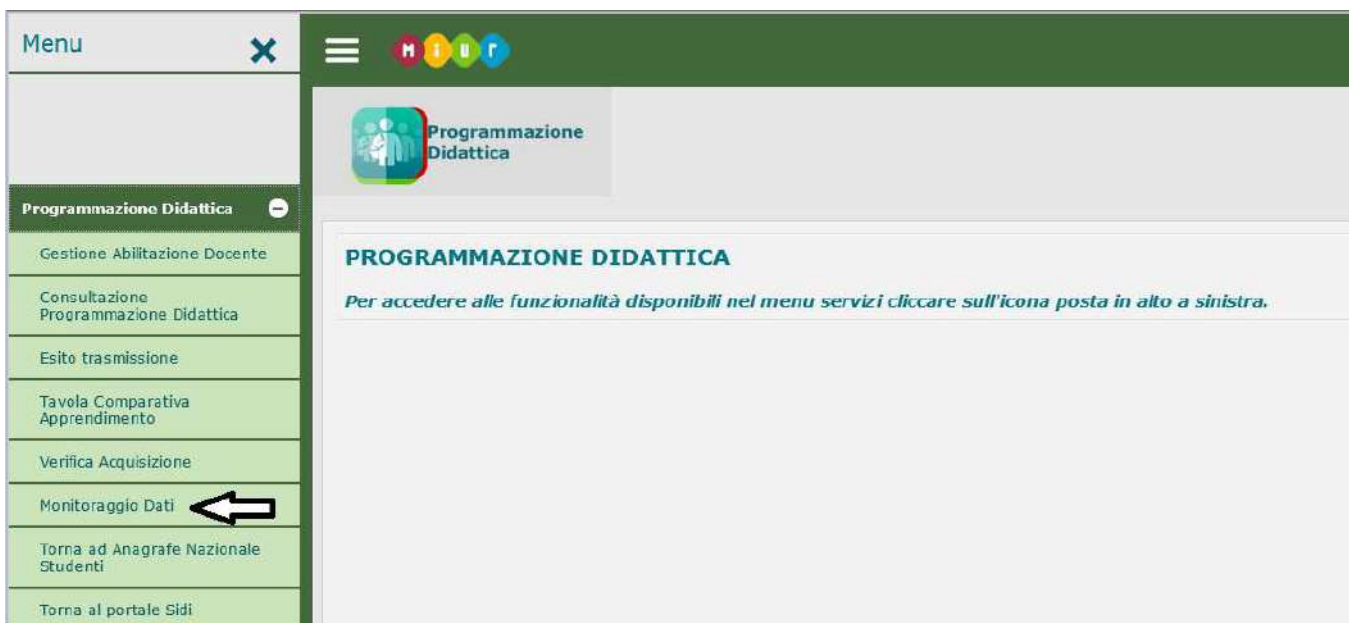 Menu
Programmazione Didattica
Gestione Abilitazione Docente
Consultazione
Programmazione Didattica
Esito trasmissione
Tavola Comparativa
Apprendimento
Verifica Acquisizione
Monitoraggio Dati
Torna ad Anagrafe Nazionale
Studenti
Torna al portale Sidi
Miur
Programmazione
Didattica
PROGRAMMAZIONE DIDATTICA
Per accedere alle funzionalità disponibili nel menu servizi cliccare sull'icona posta in alto a sinistra.